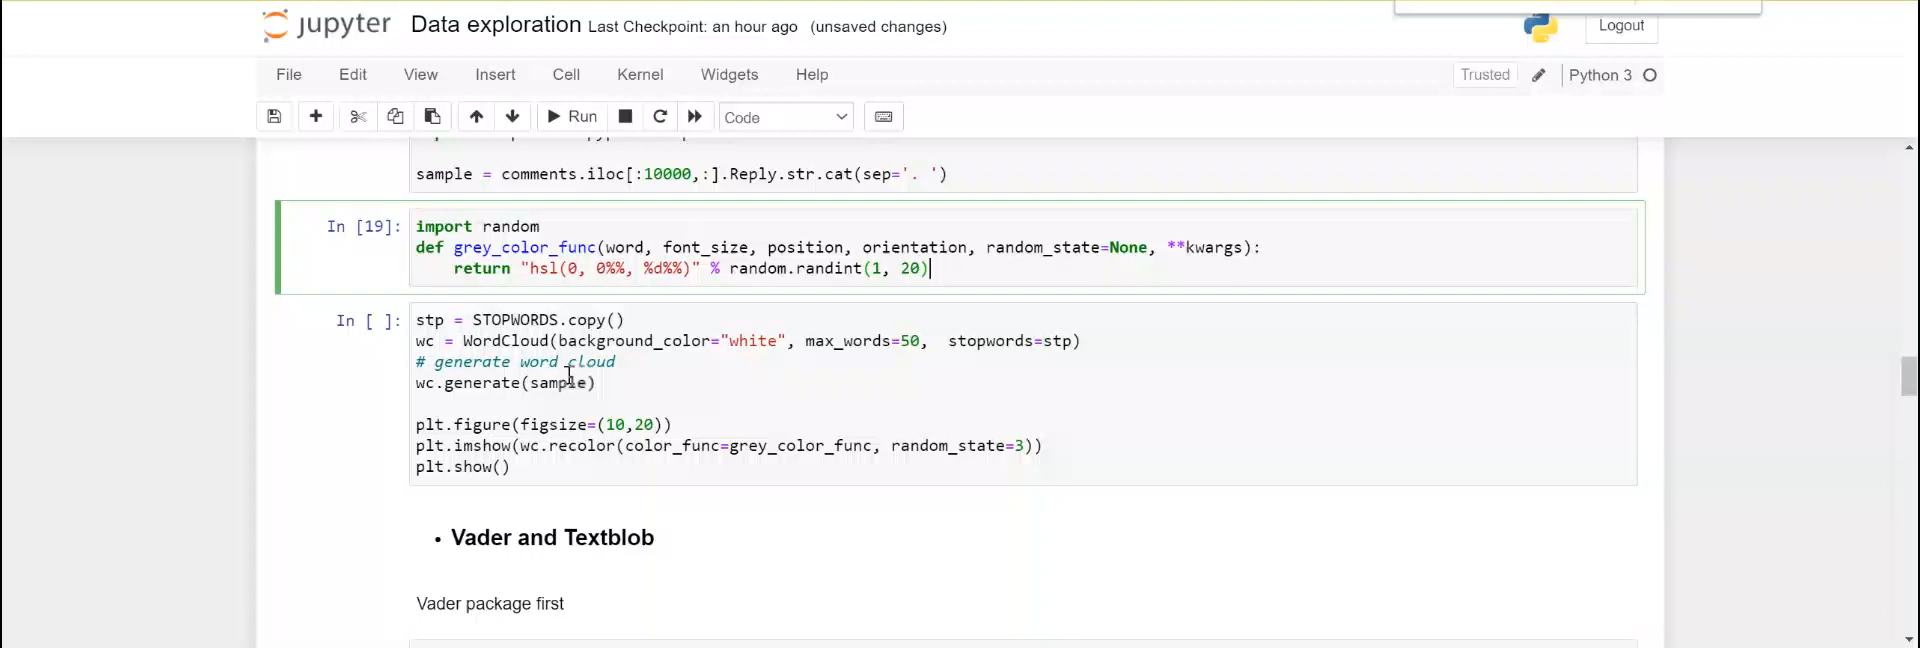 jupyter Data exploration Last Checkpoint: an hour ago (unsaved changes)
Logout
File Edit View Insert Cell Kernel Widgets Help
Trusted Python 3
Run Code
sample = comments.iloc[:10000,:].Reply.str.cat(sep='. ')
In [19]: import random
def grey_color_func(word, font_size, position, orientation, random_state=None, **kwargs):
    return "hsl(0, 0%%, %d%%)" % random.randint(1, 20)
In [ ]: stp = STOPWORDS.copy()
wc = WordCloud(background_color="white", max_words=50,  stopwords=stp)
# generate word cloud
wc.generate(sample)
plt.figure(figsize=(10,20))
plt.imshow(wc.recolor(color_func=grey_color_func, random_state=3))
plt.show()
• Vader and Textblob
Vader package first